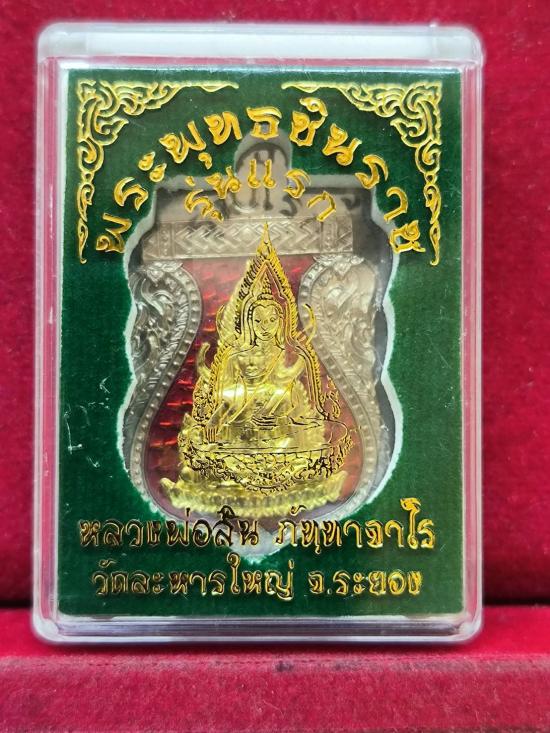 พระพุทธชินราช
รุ่นแรก
หลวงพ่อสิน ภัททาจาโร
วัดละหารใหญ่ จ.ระยอง